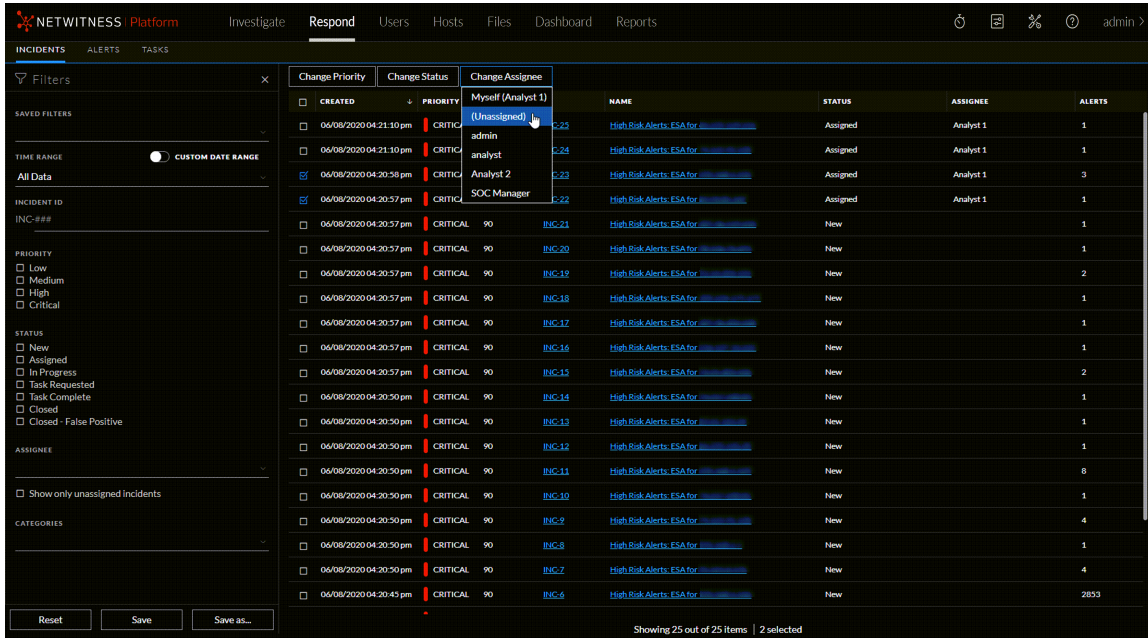 NETWITNESS Platform Investigate Respond Users Hosts Files Dashboard Reports admin >
INCIDENTS ALERTS TASKS
Filters ×
Change Priority Change Status Change Assignee
SAVED FILTERS
TIME RANGE CUSTOM DATE RANGE
All Data
INCIDENT ID
INC-###
PRIORITY
Low
Medium
High
Critical
STATUS
New
Assigned
In Progress
Task Requested
Task Complete
Closed
Closed - False Positive
ASSIGNEE
Show only unassigned incidents
CATEGORIES
Reset Save Save as...
Myself (Analyst 1)
(Unassigned)
admin
analyst
Analyst 2
SOC Manager
CREATED ↓ PRIORITY NAME STATUS ASSIGNEE ALERTS
06/08/2020 04:21:10 pm CRITICA C-25 High Risk Alerts: ESA for Assigned Analyst 1 1
06/08/2020 04:21:10 pm CRITICA C-24 High Risk Alerts: ESA for Assigned Analyst 1 1
06/08/2020 04:20:58 pm CRITICA C-23 High Risk Alerts: ESA for Assigned Analyst 1 3
06/08/2020 04:20:57 pm CRITICA C-22 High Risk Alerts: ESA for Assigned Analyst 1 1
06/08/2020 04:20:57 pm CRITICAL 90 INC-21 High Risk Alerts: ESA for New 1
06/08/2020 04:20:57 pm CRITICAL 90 INC-20 High Risk Alerts: ESA for New 1
06/08/2020 04:20:57 pm CRITICAL 90 INC-19 High Risk Alerts: ESA for New 2
06/08/2020 04:20:57 pm CRITICAL 90 INC-18 High Risk Alerts: ESA for New 1
06/08/2020 04:20:57 pm CRITICAL 90 INC-17 High Risk Alerts: ESA for New 1
06/08/2020 04:20:57 pm CRITICAL 90 INC-16 High Risk Alerts: ESA for New 1
06/08/2020 04:20:57 pm CRITICAL 90 INC-15 High Risk Alerts: ESA for New 2
06/08/2020 04:20:50 pm CRITICAL 90 INC-14 High Risk Alerts: ESA for New 1
06/08/2020 04:20:50 pm CRITICAL 90 INC-13 High Risk Alerts: ESA for New 1
06/08/2020 04:20:50 pm CRITICAL 90 INC-12 High Risk Alerts: ESA for New 1
06/08/2020 04:20:50 pm CRITICAL 90 INC-11 High Risk Alerts: ESA for New 8
06/08/2020 04:20:50 pm CRITICAL 90 INC-10 High Risk Alerts: ESA for New 1
06/08/2020 04:20:50 pm CRITICAL 90 INC-9 High Risk Alerts: ESA for New 4
06/08/2020 04:20:50 pm CRITICAL 90 INC-8 High Risk Alerts: ESA for New 1
06/08/2020 04:20:50 pm CRITICAL 90 INC-7 High Risk Alerts: ESA for New 4
06/08/2020 04:20:45 pm CRITICAL 90 INC-6 High Risk Alerts: ESA for New 2853
Showing 25 out of 25 items | 2 selected